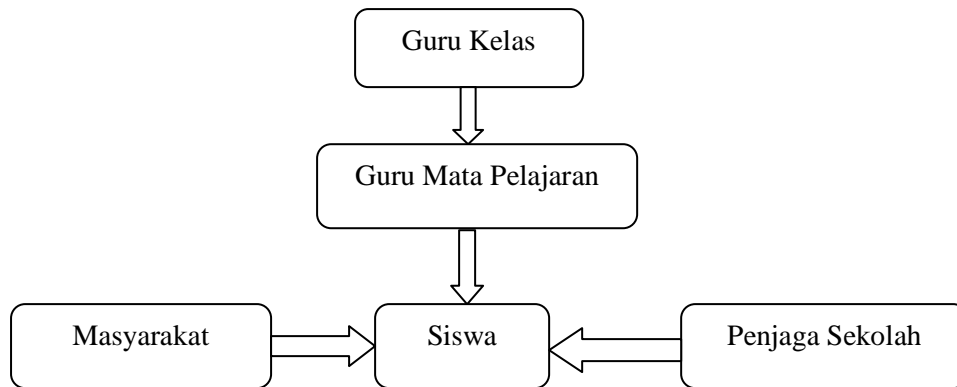 Guru Kelas
Guru Mata Pelajaran
Masyarakat
Siswa
Penjaga Sekolah